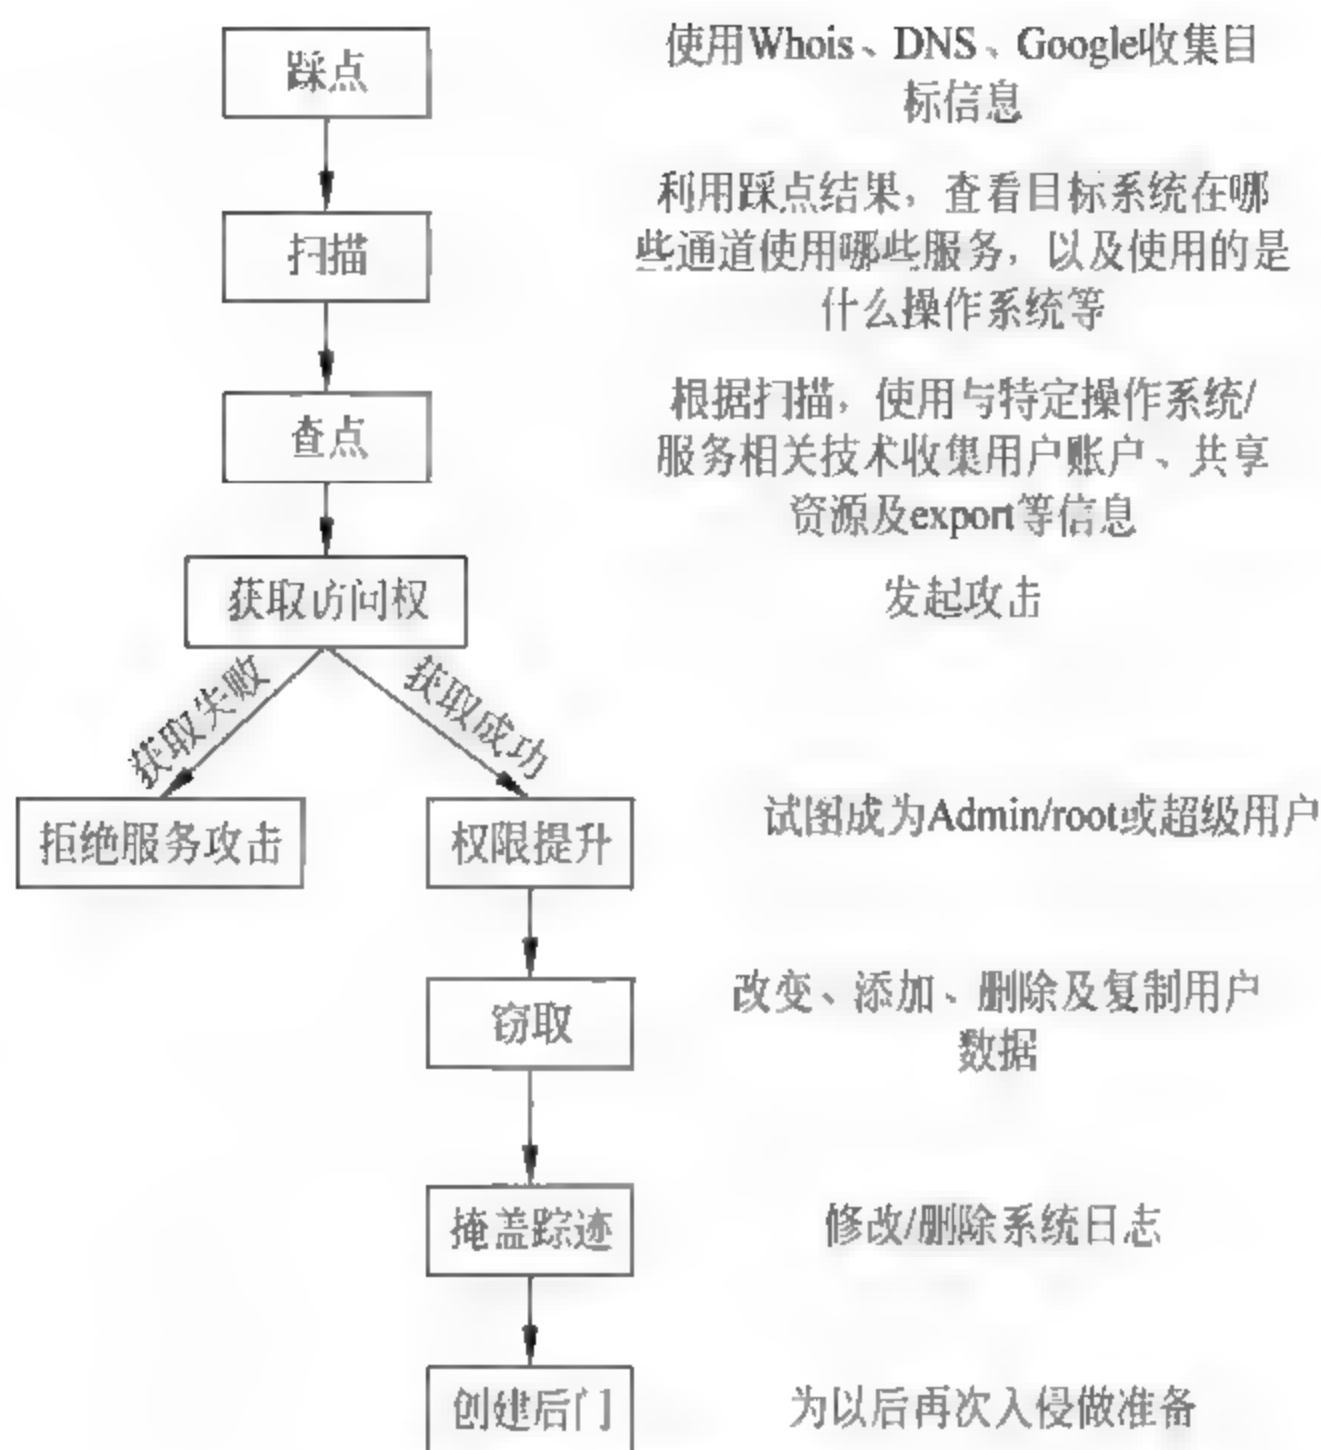 踩点
使用Whois、DNS、Google收集目
标信息
扫描
利用踩点结果，查看目标系统在哪
些通道使用哪些服务，以及使用的是
什么操作系统等
查点
根据扫描，使用与特定操作系统/
服务相关技术收集用户账户、共享
资源及export等信息
获取访问权
发起攻击
获取失败
获取成功
拒绝服务攻击
权限提升
试图成为Admin/root或超级用户
窃取
改变、添加、删除及复制用户
数据
掩盖踪迹
修改/删除系统日志
创建后门
为以后再次入侵做准备